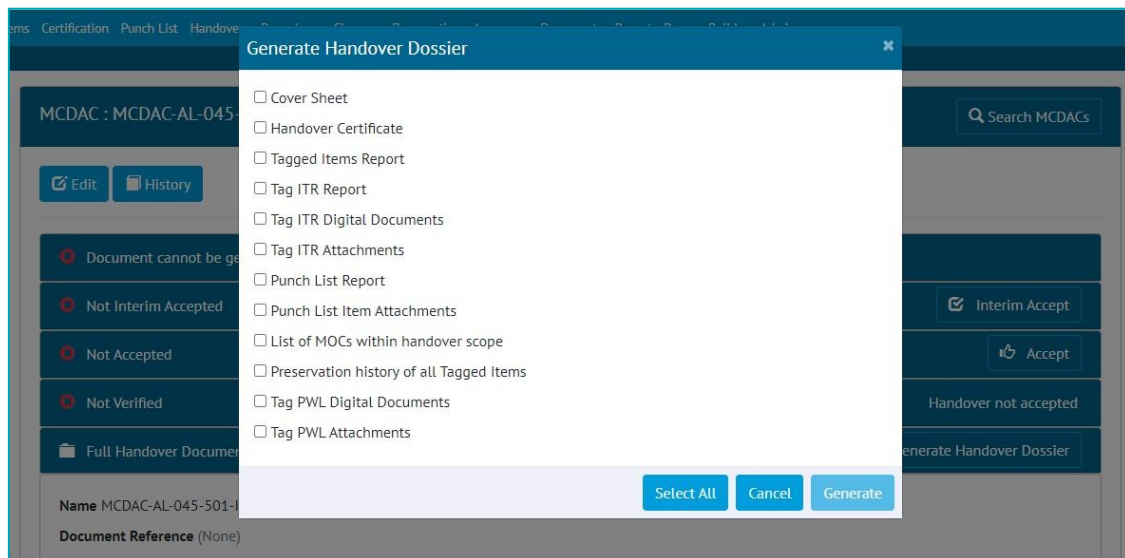 ems Certification Punch List Handove
Generate Handover Dossier
MCDAC : MCDAC-AL-045-
Search MCDACs
Edit History
Cover Sheet
Handover Certificate
Tagged Items Report
Tag ITR Report
Tag ITR Digital Documents
Tag ITR Attachments
Punch List Report
Punch List Item Attachments
List of MOCs within handover scope
Preservation history of all Tagged Items
Tag PWL Digital Documents
Tag PWL Attachments
Select All Cancel Generate
Document cannot be ge
Not Interim Accepted
Interim Accept
Not Accepted
Accept
Not Verified
Handover not accepted
Full Handover Documen
enerate Handover Dossier
Name MCDAC-AL-045-501-I
Document Reference (None)